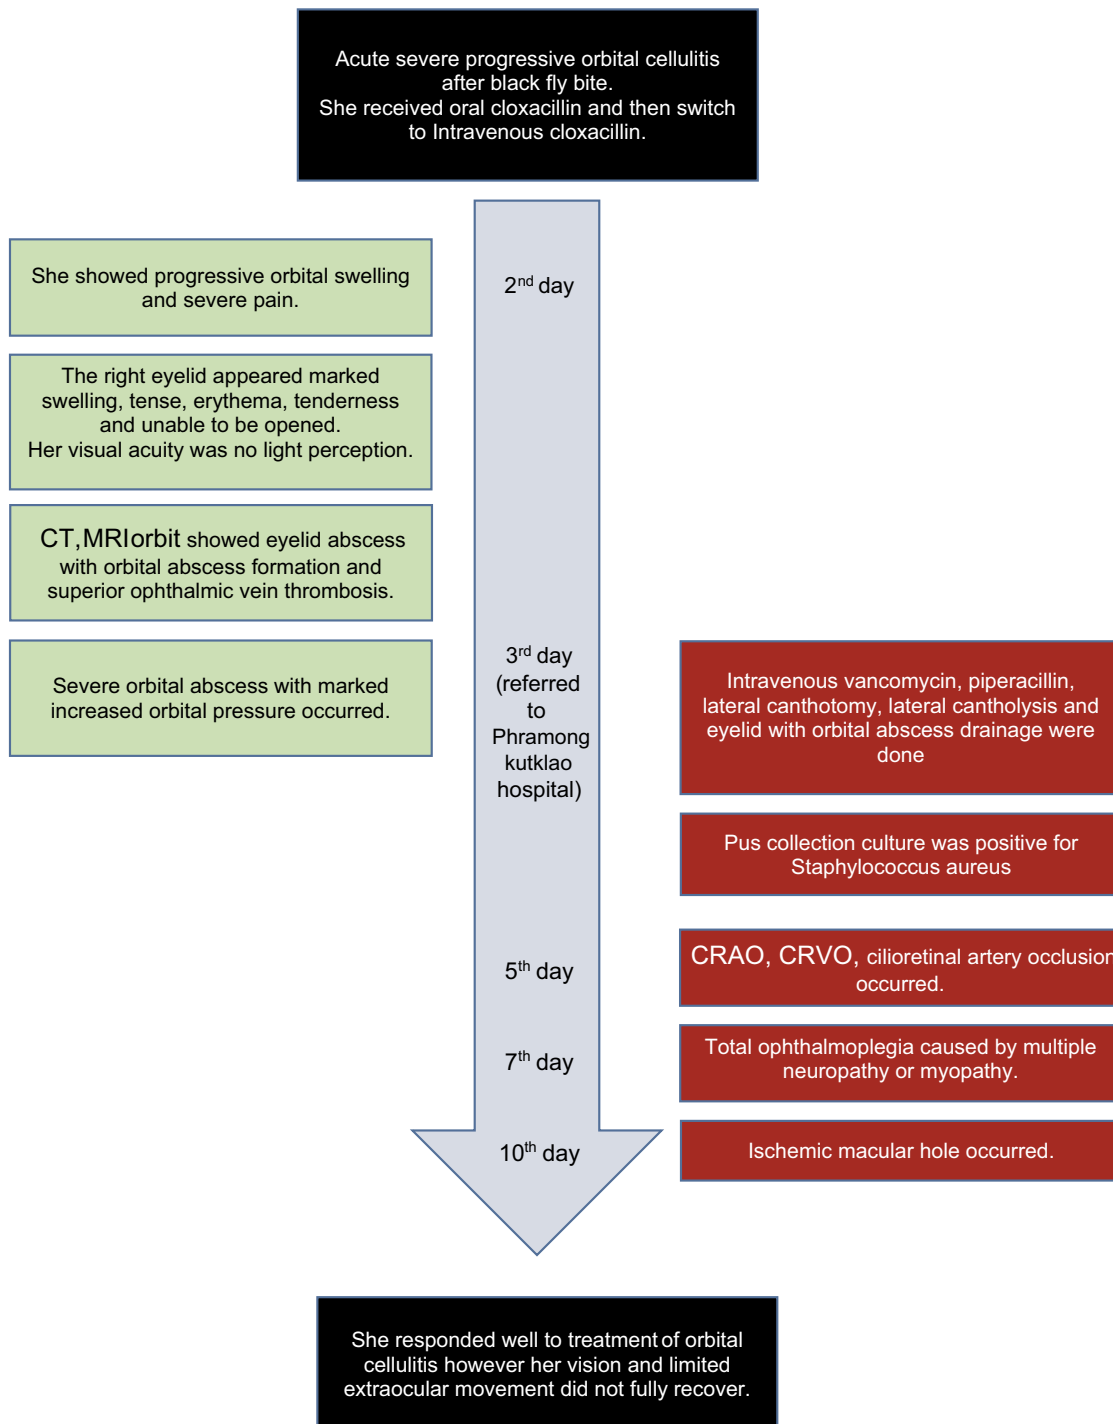 Acute severe progressive orbital cellulitis
after black fly bite.
She received oral cloxacillin and then switch
to Intravenous cloxacillin.
She showed progressive orbital swelling
and severe pain.
2nd day
The right eyelid appeared marked
swelling, tense, erythema, tenderness
and unable to be opened.
Her visual acuity was no light perception.
CT,MRIorbit showed eyelid abscess
with orbital abscess formation and
superior ophthalmic vein thrombosis.
Severe orbital abscess with marked
increased orbital pressure occurred.
3rd day
(referred
to
Phramong
kutklao
hospital)
Intravenous vancomycin, piperacillin,
lateral canthotomy, lateral cantholysis and
eyelid with orbital abscess drainage were
done
Pus collection culture was positive for
Staphylococcus aureus
5th day
CRAO, CRVO, cilioretinal artery occlusion
occurred.
7th day
Total ophthalmoplegia caused by multiple
neuropathy or myopathy.
10th day
Ischemic macular hole occurred.
She responded well to treatment of orbital
cellulitis however her vision and limited
extraocular movement did not fully recover.